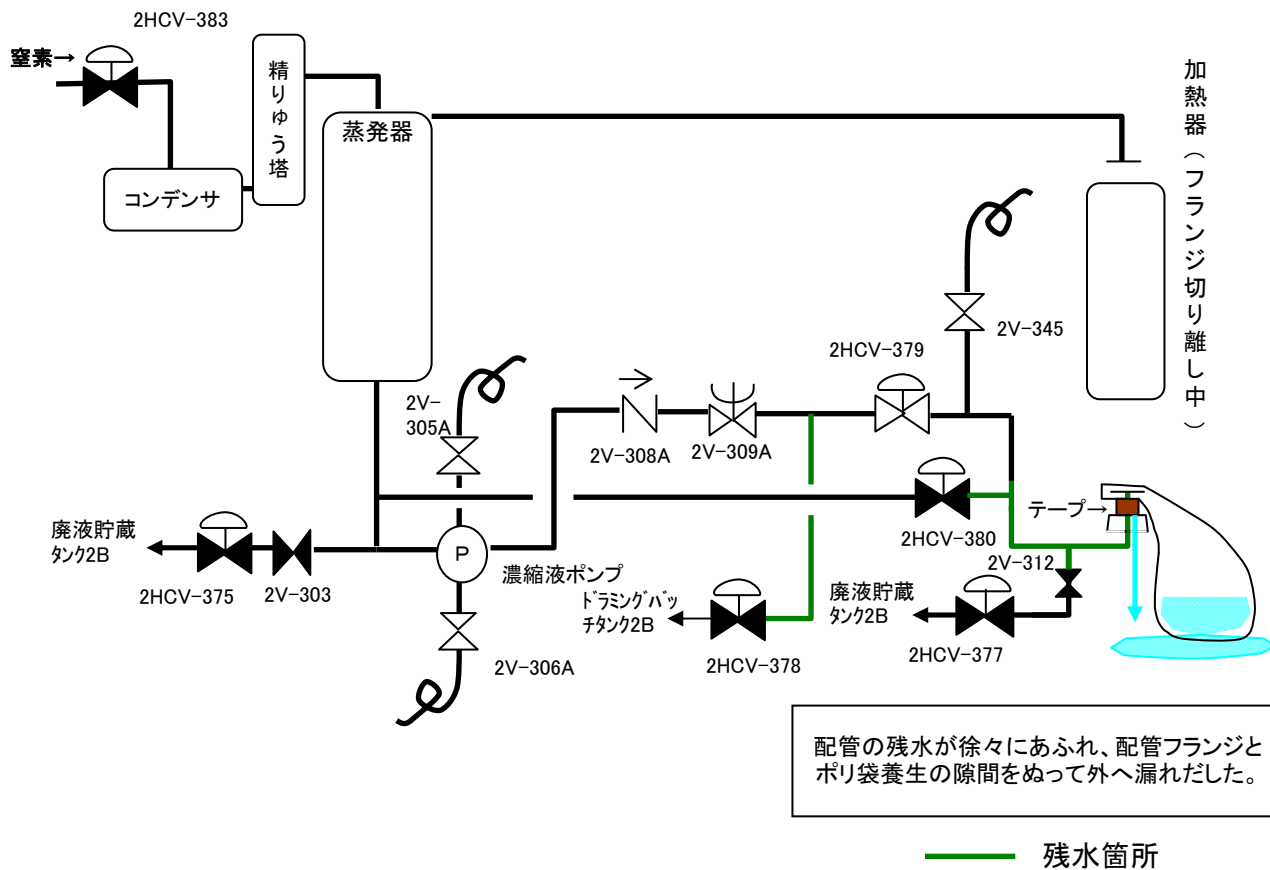 2HCV-383
窒素→
精りゅう塔
コンデンサ
蒸発器
加熱器（フランジ切り離し中）
2V-345
2HCV-379
2V-
305A
2V-308A
2V-309A
テープ→
2HCV-380
2V-312
廃液貯蔵
ﾀﾝｸ2B
2HCV-375
2V-303
P
濃縮液ポンプ
2V-306A
ﾄﾞﾗﾐﾝｸﾞﾊﾞｯ
ﾁﾀﾝｸ2B
2HCV-378
廃液貯蔵
ﾀﾝｸ2B
2HCV-377
配管の残水が徐々にあふれ、配管フランジと
ポリ袋養生の隙間をぬって外へ漏れだした。
残水箇所